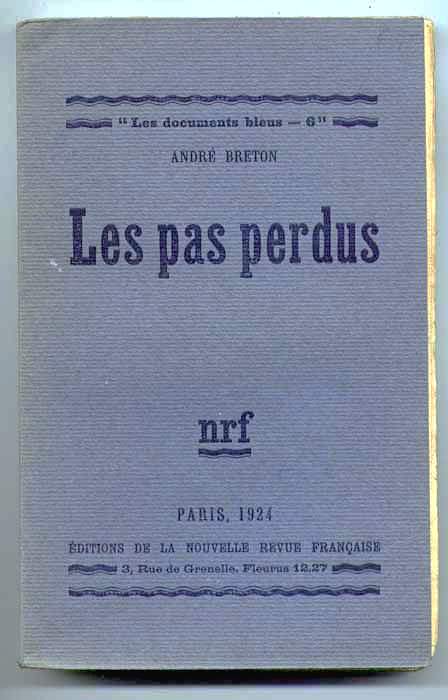 " Les documents bleus — 6"
ANDRÉ BRETON
Les pas perdus
nrf
PARIS, 1924
ÉDITIONS DE LA NOUVELLE REVUE FRANÇAISE
3, Rue de Grenelle. Fleurus 12.27